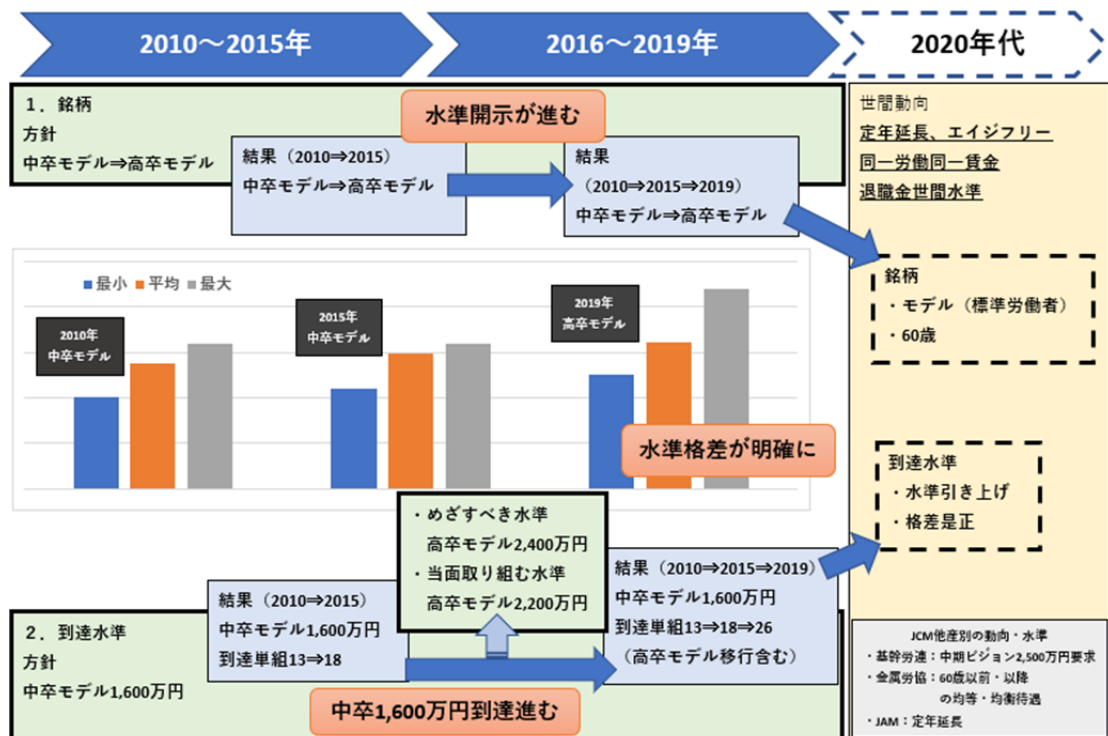 2010～2015年
2016～2019年
2020年代
1．銘柄
方針
中卒モデル⇒高卒モデル
水準開示が進む
結果（2010⇒2015）
中卒モデル⇒高卒モデル
結果
（2010⇒2015⇒2019）
中卒モデル⇒高卒モデル
世間動向
定年延長、エイジフリー
同一労働同一賃金
退職金世間水準
銘柄
・モデル（標準労働者）
・60歳
最小 平均 最大
2010年
中卒モデル
2015年
中卒モデル
2019年
高卒モデル
水準格差が明確に
到達水準
・水準引き上げ
・格差是正
・めざすべき水準
高卒モデル2,400万円
・当面取り組む水準
高卒モデル2,200万円
2．到達水準
方針
中卒モデル1,600万円
結果（2010⇒2015）
中卒モデル1,600万円
到達単組13⇒18
結果（2010⇒2015⇒2019）
中卒モデル1,600万円
到達単組13⇒18⇒26
（高卒モデル移行含む）
中卒1,600万円到達進む
JCM他産別の動向・水準
・基幹労連：中期ビジョン2,500万円要求
・金属労協：60歳以前・以降
の均等・均衡待遇
・JAM：定年延長